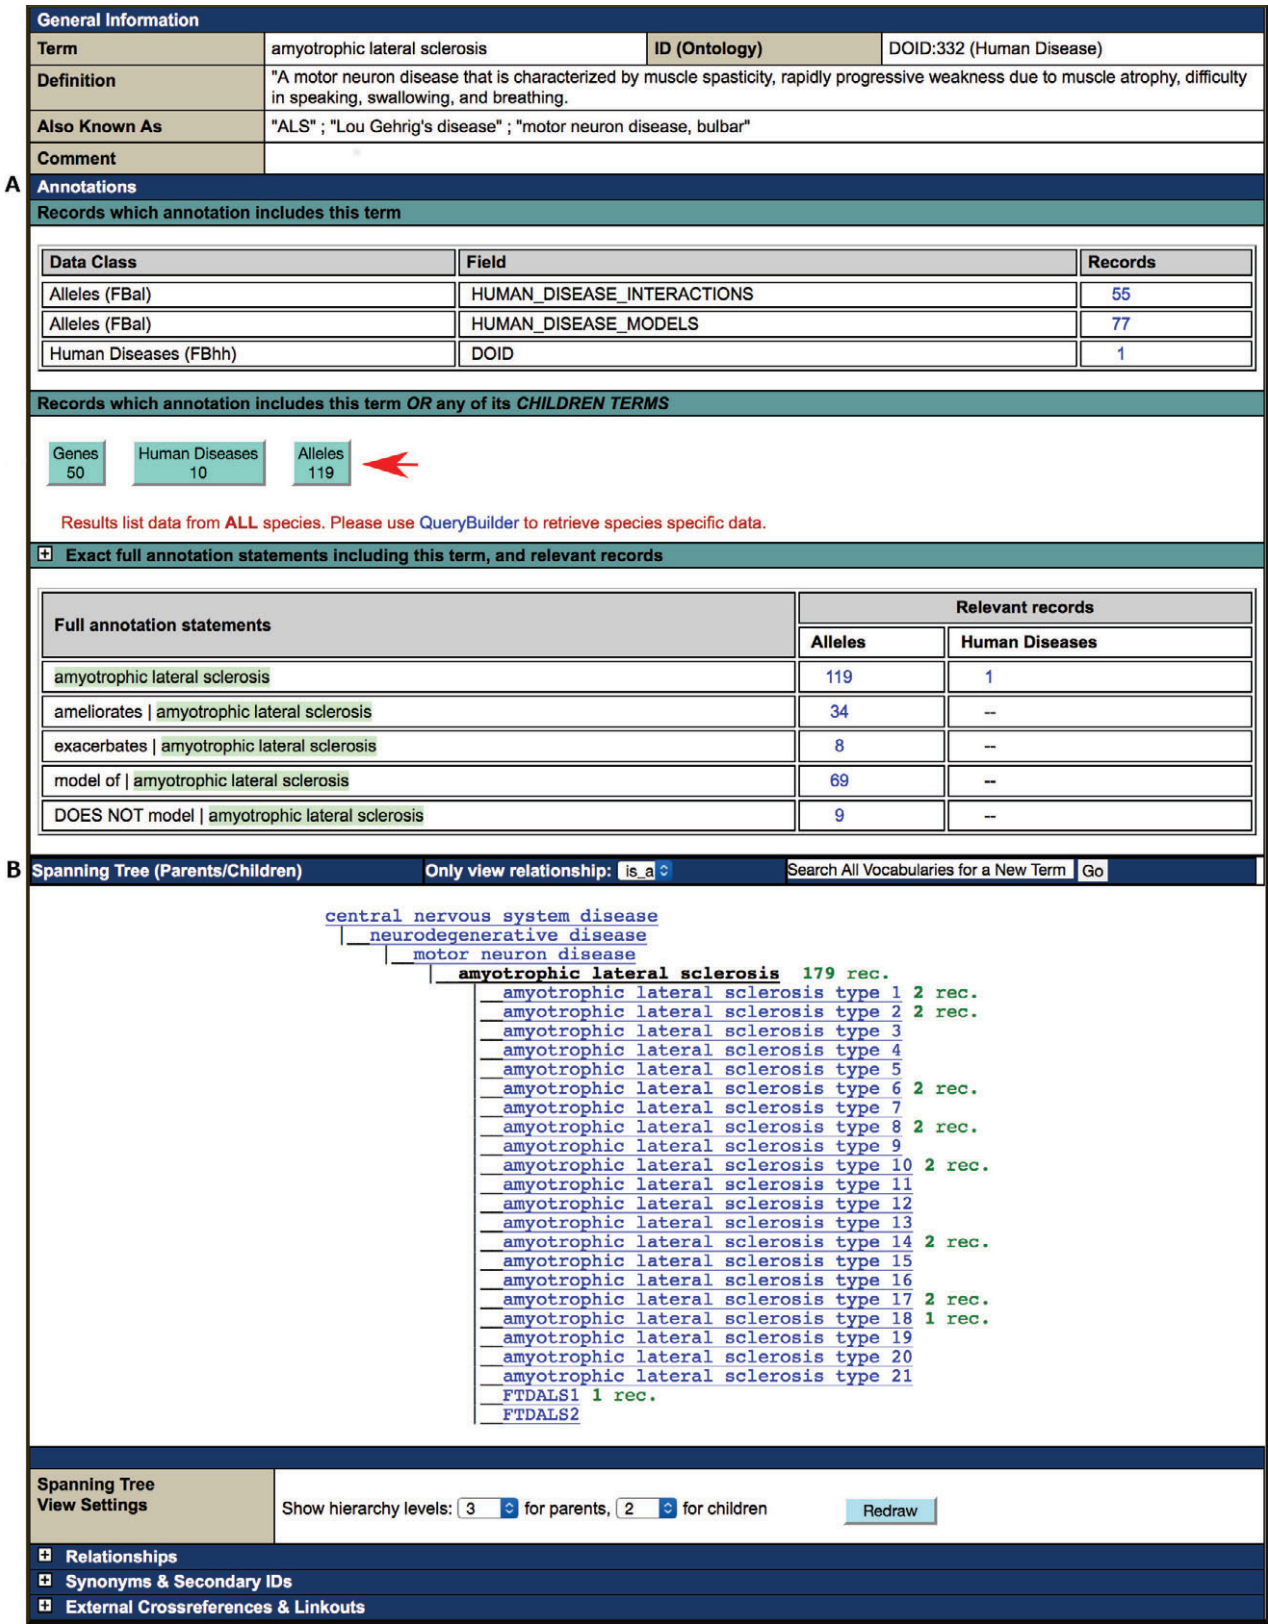 General Information
Term amyotrophic lateral sclerosis ID (Ontology) DOID:332 (Human Disease)
Definition "A motor neuron disease that is characterized by muscle spasticity, rapidly progressive weakness due to muscle atrophy, difficulty
in speaking, swallowing, and breathing.
Also Known As "ALS" ; "Lou Gehrig's disease" ; "motor neuron disease, bulbar"
Comment
A Annotations
Records which annotation includes this term
Data Class Field Records
Alleles (FBal) HUMAN_DISEASE_INTERACTIONS 55
Alleles (FBal) HUMAN_DISEASE_MODELS 77
Human Diseases (FBhh) DOID 1
Records which annotation includes this term OR any of its CHILDREN TERMS
Genes Human Diseases Alleles
50 10 119
Results list data from ALL species. Please use QueryBuilder to retrieve species specific data.
+ Exact full annotation statements including this term, and relevant records
Full annotation statements Relevant records
Alleles Human Diseases
amyotrophic lateral sclerosis 119 1
ameliorates | amyotrophic lateral sclerosis 34 --
exacerbates | amyotrophic lateral sclerosis 8 --
model of | amyotrophic lateral sclerosis 69 --
DOES NOT model | amyotrophic lateral sclerosis 9 --
B Spanning Tree (Parents/Children) Only view relationship: is_a Search All Vocabularies for a New Term Go
central nervous system disease
neurodegenerative disease
motor neuron disease
amyotrophic lateral sclerosis 179 rec.
amyotrophic lateral sclerosis type 1 2 rec.
amyotrophic lateral sclerosis type 2 2 rec.
amyotrophic lateral sclerosis type 3
amyotrophic lateral sclerosis type 4
amyotrophic lateral sclerosis type 5
amyotrophic lateral sclerosis type 6 2 rec.
amyotrophic lateral sclerosis type 7
amyotrophic lateral sclerosis type 8 2 rec.
amyotrophic lateral sclerosis type 9
amyotrophic lateral sclerosis type 10 2 rec.
amyotrophic lateral sclerosis type 11
amyotrophic lateral sclerosis type 12
amyotrophic lateral sclerosis type 13
amyotrophic lateral sclerosis type 14 2 rec.
amyotrophic lateral sclerosis type 15
amyotrophic lateral sclerosis type 16
amyotrophic lateral sclerosis type 17 2 rec.
amyotrophic lateral sclerosis type 18 1 rec.
amyotrophic lateral sclerosis type 19
amyotrophic lateral sclerosis type 20
amyotrophic lateral sclerosis type 21
FTDALS1 1 rec.
FTDALS2
Spanning Tree
View Settings
Show hierarchy levels: 3 for parents, 2 for children Redraw
+ Relationships
+ Synonyms & Secondary IDs
+ External Crossreferences & Linkouts